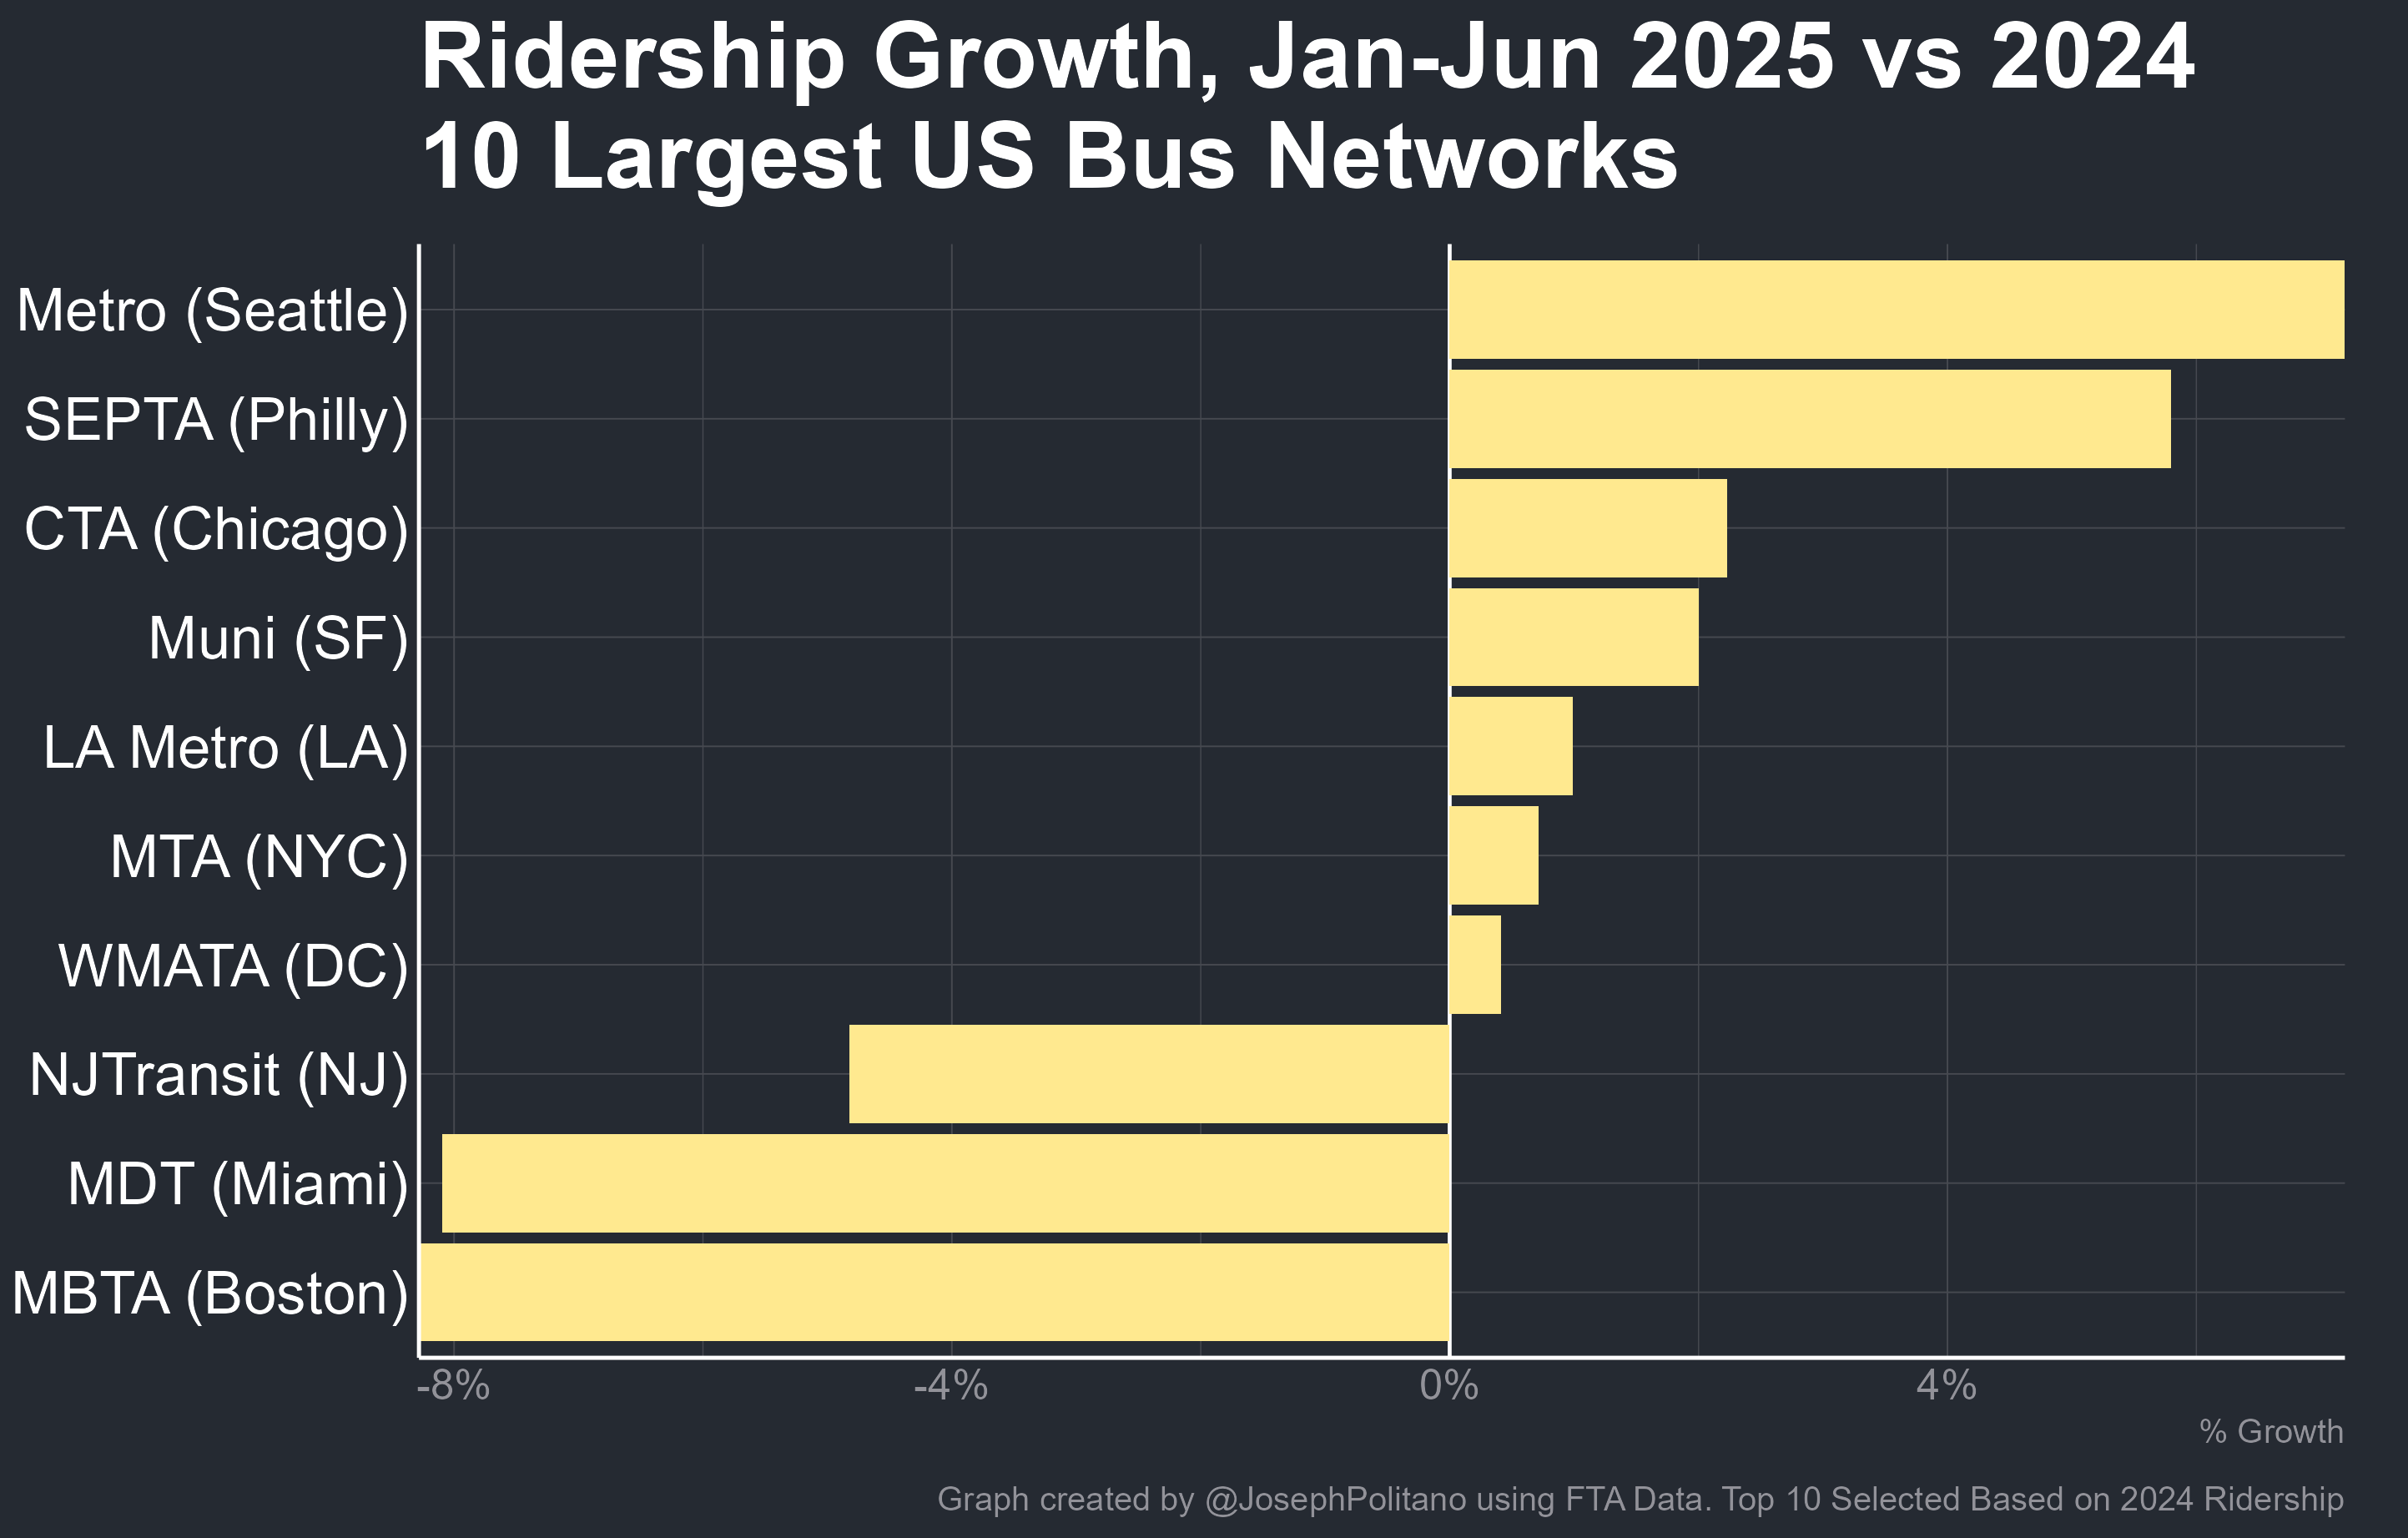 Ridership Growth, Jan-Jun 2025 vs 2024
10 Largest US Bus Networks
Metro (Seattle)
SEPTA (Philly)
CTA (Chicago)
Muni (SF)
LA Metro (LA)
MTA (NYC)
WMATA (DC)
NJTransit (NJ)
MDT (Miami)
MBTA (Boston)
-8% -4% 0% 4%
% Growth
Graph created by @JosephPolitano using FTA Data. Top 10 Selected Based on 2024 Ridership